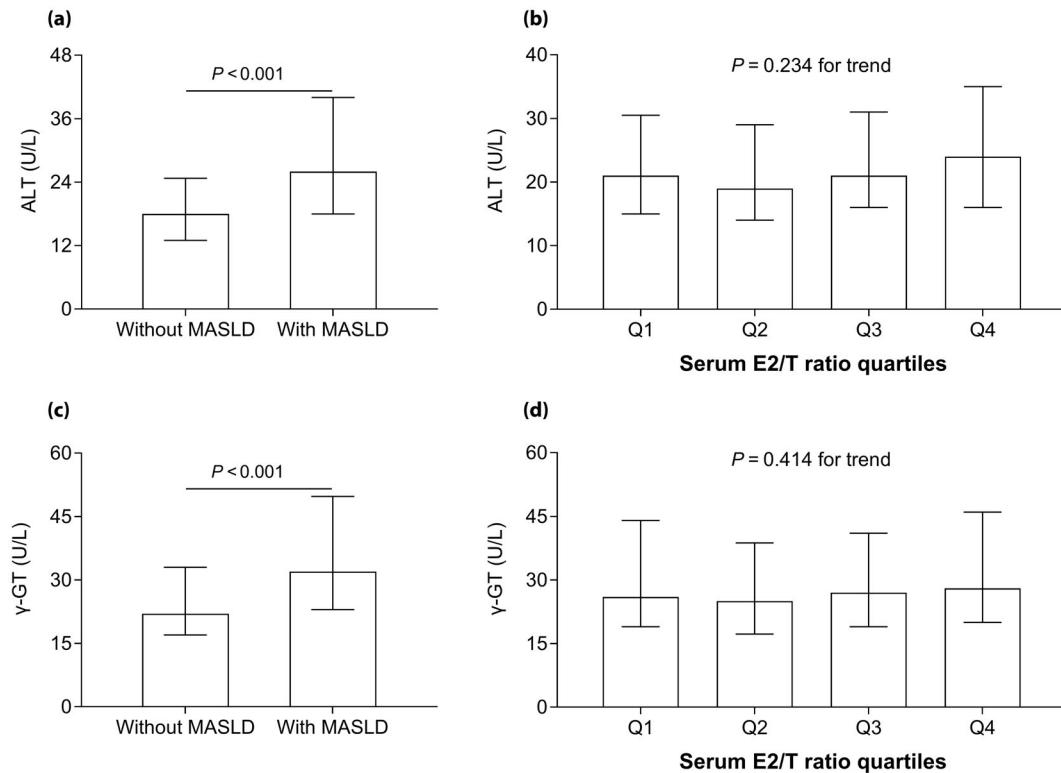 (a)
48
36
24
12
0
ALT (U/L)
P < 0.001
Without MASLD
With MASLD
(b)
40
30
20
10
0
ALT (U/L)
P = 0.234 for trend
Q1
Q2
Q3
Q4
Serum E2/T ratio quartiles
(c)
60
45
30
15
0
γ-GT (U/L)
P < 0.001
Without MASLD
With MASLD
(d)
60
45
30
15
0
γ-GT (U/L)
P = 0.414 for trend
Q1
Q2
Q3
Q4
Serum E2/T ratio quartiles